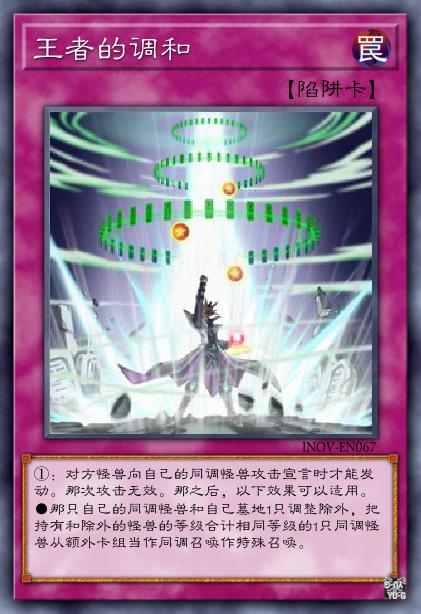 王者的调和
罠
【陷阱卡】
INOV-EN067
①：对方怪兽向自己的同调怪兽攻击宣言时才能发
动。那次攻击无效。那之后，以下效果可以适用。
●那只自己的同调怪兽和自己墓地1只调整除外，把
持有和除外的怪兽的等级合计相同等级的1只同调怪
兽从额外卡组当作同调召唤作特殊召唤。